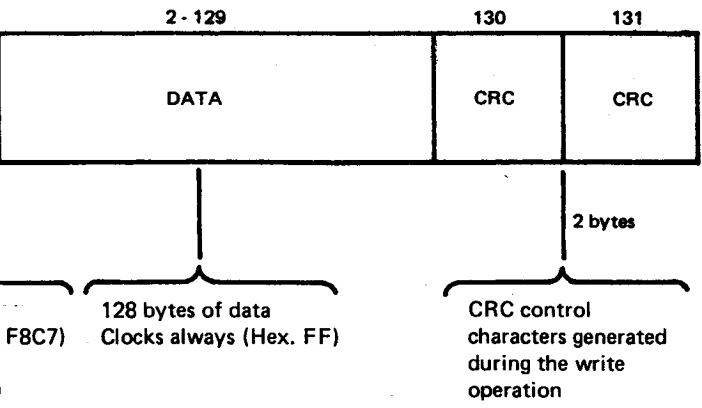 2 - 129 130 131
DATA CRC CRC
2 bytes
F8C7) 128 bytes of data CRC control
Clocks always (Hex. FF) characters generated
during the write
operation